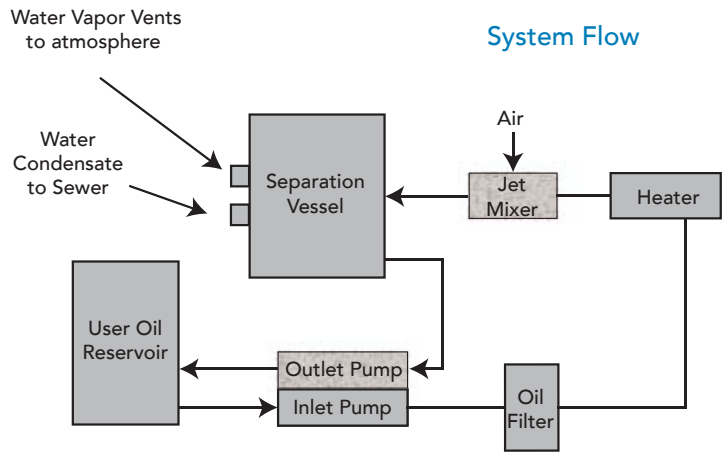 Water Vapor Vents
to atmosphere
System Flow
Water
Condensate
to Sewer
Separation
Vessel
Air
Jet
Mixer
Heater
User Oil
Reservoir
Outlet Pump
Inlet Pump
Oil
Filter